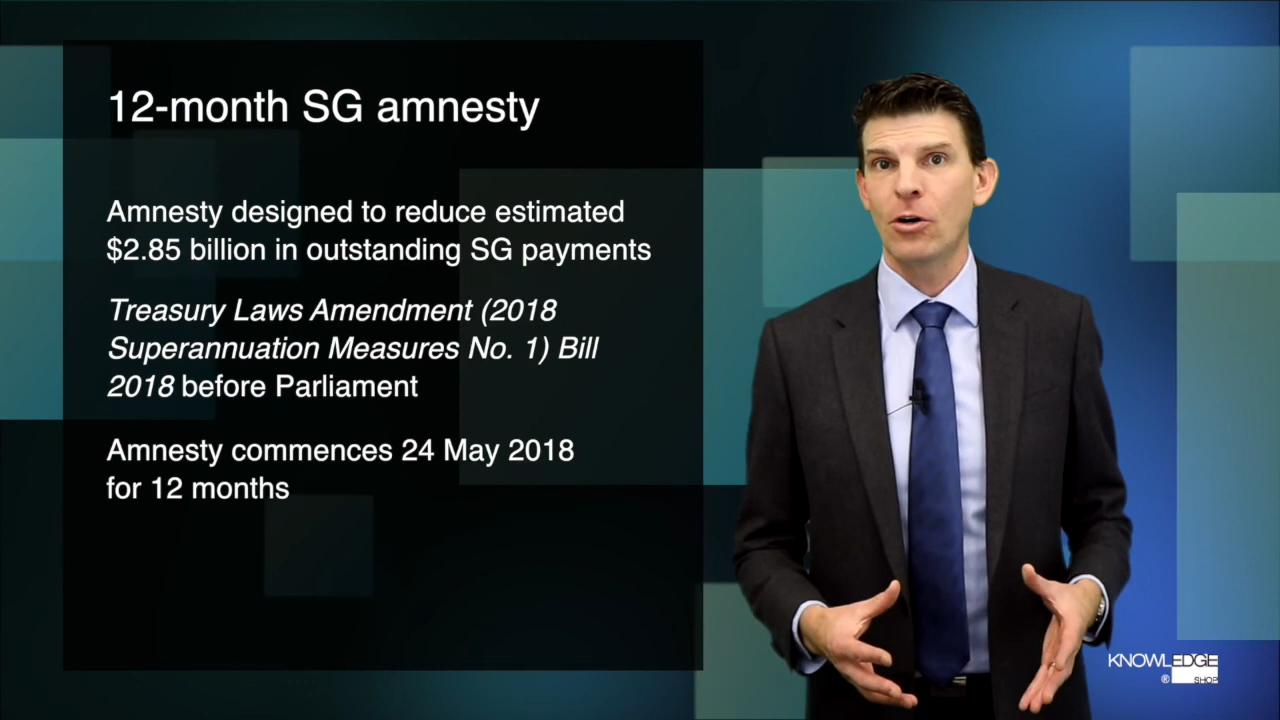 12-month SG amnesty
Amnesty designed to reduce estimated
$2.85 billion in outstanding SG payments
Treasury Laws Amendment (2018
Superannuation Measures No. 1) Bill
2018 before Parliament
Amnesty commences 24 May 2018
for 12 months
KNOWLEDGE
® SHOP